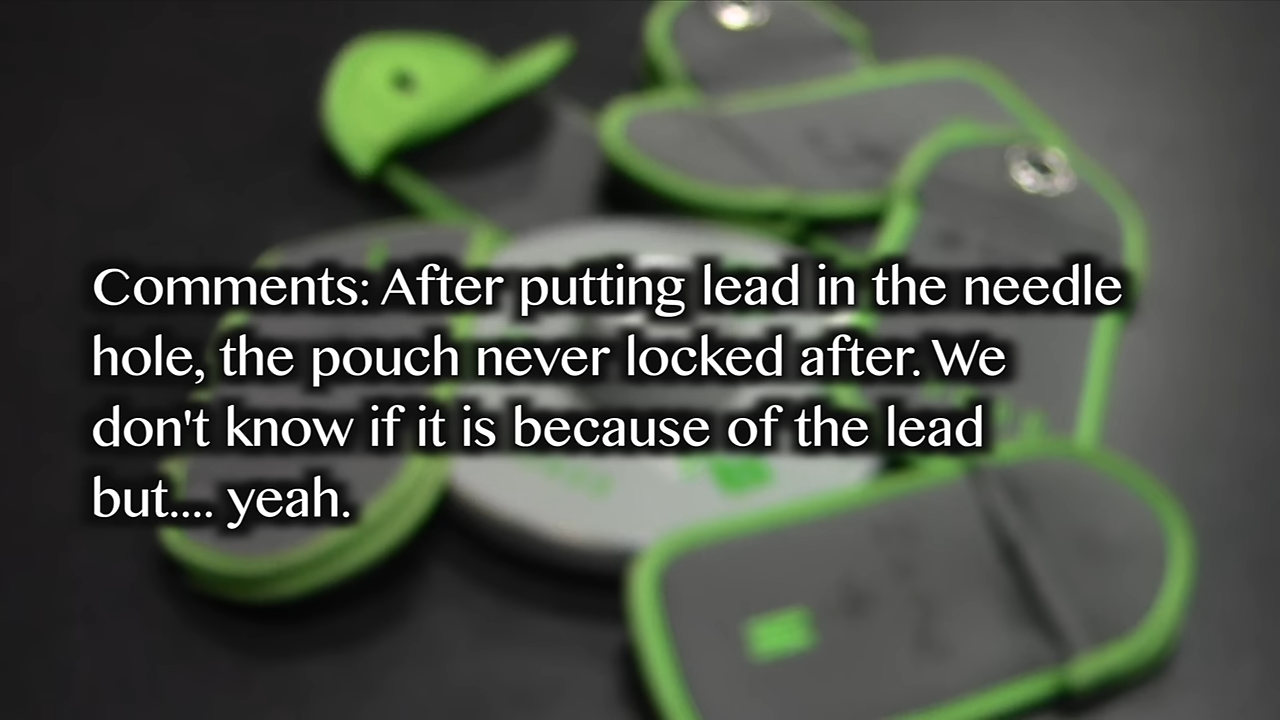 Comments: After putting lead in the needle
hole, the pouch never locked after. We
don't know if it is because of the lead
but.... yeah.